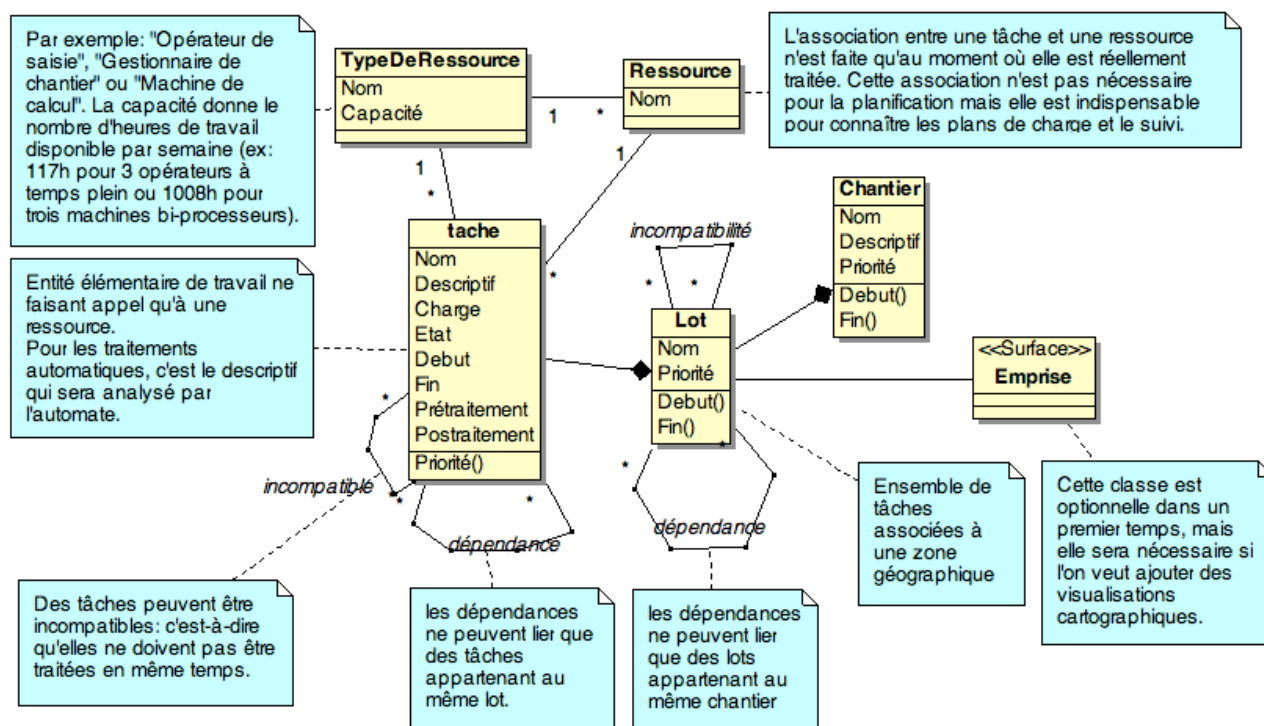 Par exemple: "Opérateur de
saisie", "Gestionnaire de
chantier" ou "Machine de
calcul". La capacité donne le
nombre d'heures de travail
disponible par semaine (ex:
117h pour 3 opérateurs à
temps plein ou 1008h pour
trois machines bi-processeurs).
TypeDeRessource
Nom
Capacité
1
*
Ressource
Nom
L'association entre une tâche et une ressource
n'est faite qu'au moment où elle est réellement
traitée. Cette association n'est pas nécessaire
pour la planification mais elle est indispensable
pour connaître les plans de charge et le suivi.
1
*
1
*
Entité élémentaire de travail ne
faisant appel qu'à une
ressource.
Pour les traitements
automatiques, c'est le descriptif
qui sera analysé par
l'automate.
tache
Nom
Descriptif
Charge
Etat
Debut
Fin
Prétraitement
Postraitement
Priorité()
*
*
incompatible
*
*
dépendance
incompatibilité
*
*
Lot
Nom
Priorité
Debut()
Fin()
*
*
dépendance
Chantier
Nom
Descriptif
Priorité
Debut()
Fin()
<<Surface>>
Emprise
Des tâches peuvent être
incompatibles: c'est-à-dire
qu'elles ne doivent pas être
traitées en même temps.
les dépendances
ne peuvent lier que
des tâches
appartenant au
même lot.
les dépendances
ne peuvent lier
que des lots
appartenant au
même chantier
Ensemble de
tâches
associées à
une zone
géographique
Cette classe est
optionnelle dans un
premier temps, mais
elle sera nécessaire si
l'on veut ajouter des
visualisations
cartographiques.